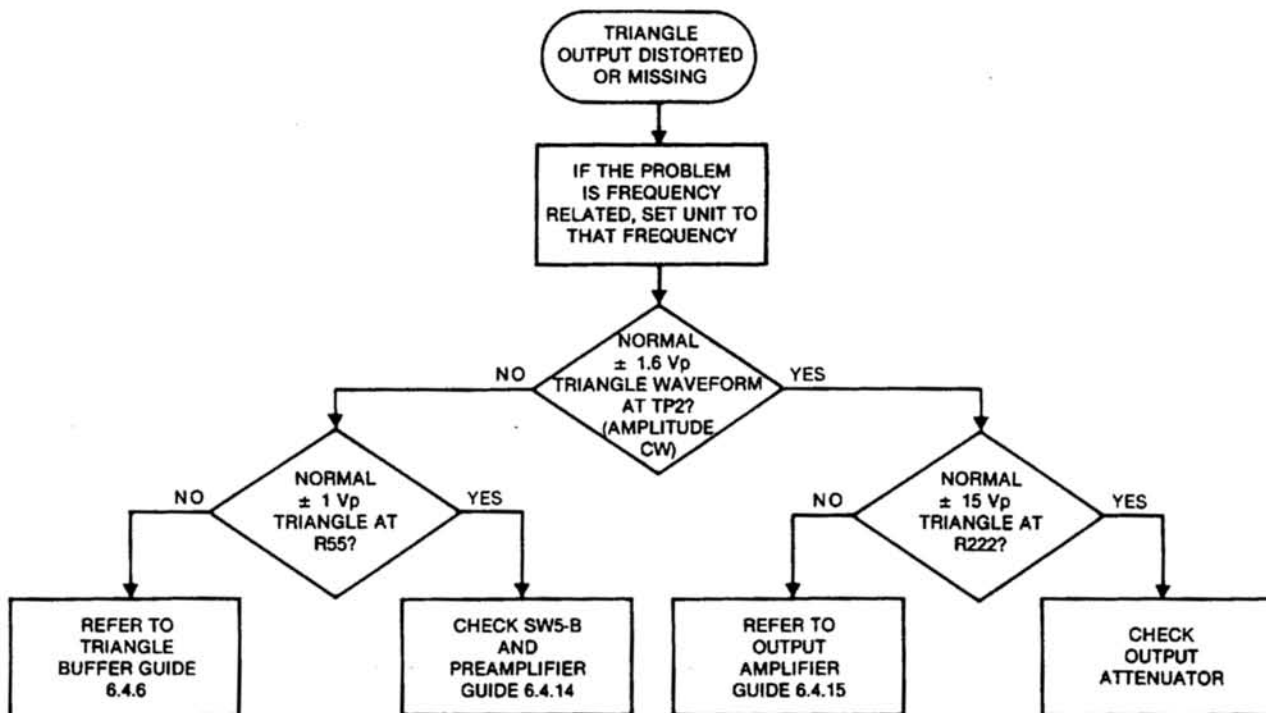 TRIANGLE
OUTPUT DISTORTED
OR MISSING
IF THE PROBLEM
IS FREQUENCY
RELATED, SET UNIT TO
THAT FREQUENCY
NORMAL
± 1.6 Vp
TRIANGLE WAVEFORM
AT TP2?
(AMPLITUDE
CW)
NO
YES
NORMAL
± 1 Vp
TRIANGLE AT
R55?
NO
YES
NORMAL
± 15 Vp
TRIANGLE AT
R222?
NO
YES
REFER TO
TRIANGLE
BUFFER GUIDE
6.4.6
CHECK SW5-B
AND
PREAMPLIFIER
GUIDE 6.4.14
REFER TO
OUTPUT
AMPLIFIER
GUIDE 6.4.15
CHECK
OUTPUT
ATTENUATOR